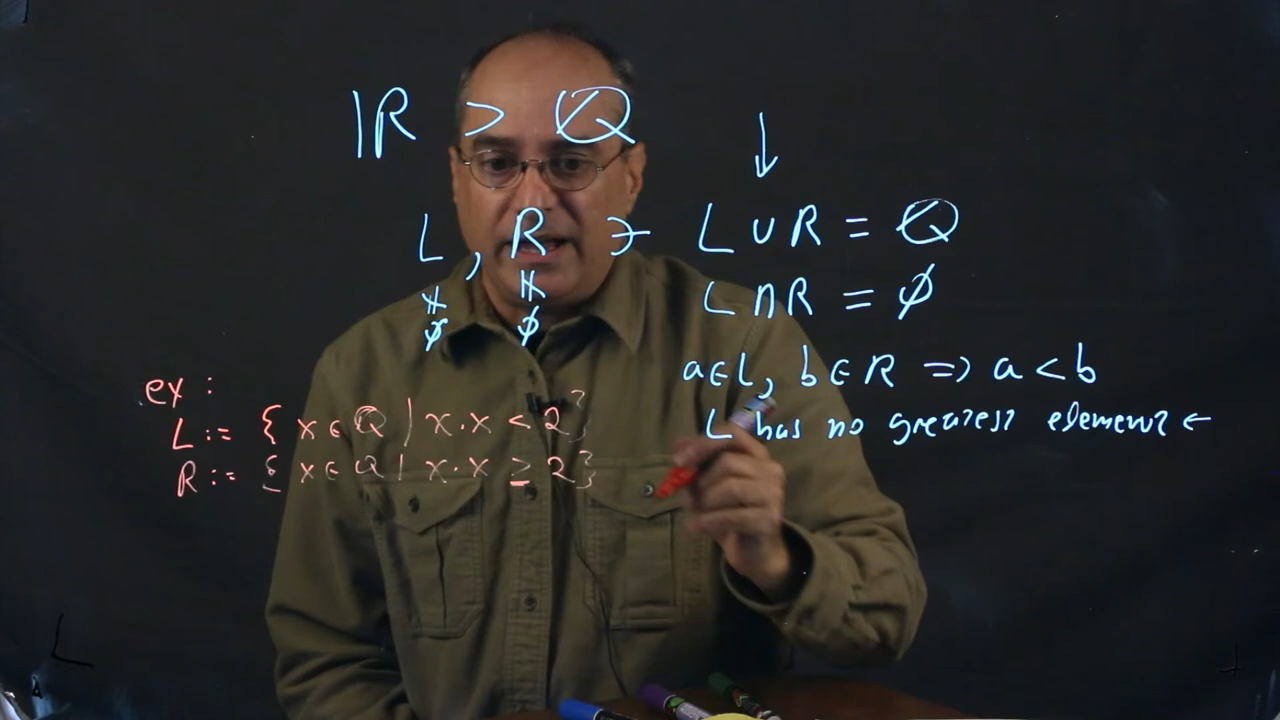 ℝ > ℚ
↓
L, R ∋ L ∪ R = ℚ
≠ ≠ L ∩ R = ∅
∅ ∅
a ∈ L, b ∈ R => a < b
L has no greatest element ←
ex :
L := { x ∈ ℚ | x·x < 2 }
R := { x ∈ ℚ | x·x ≥ 2 }